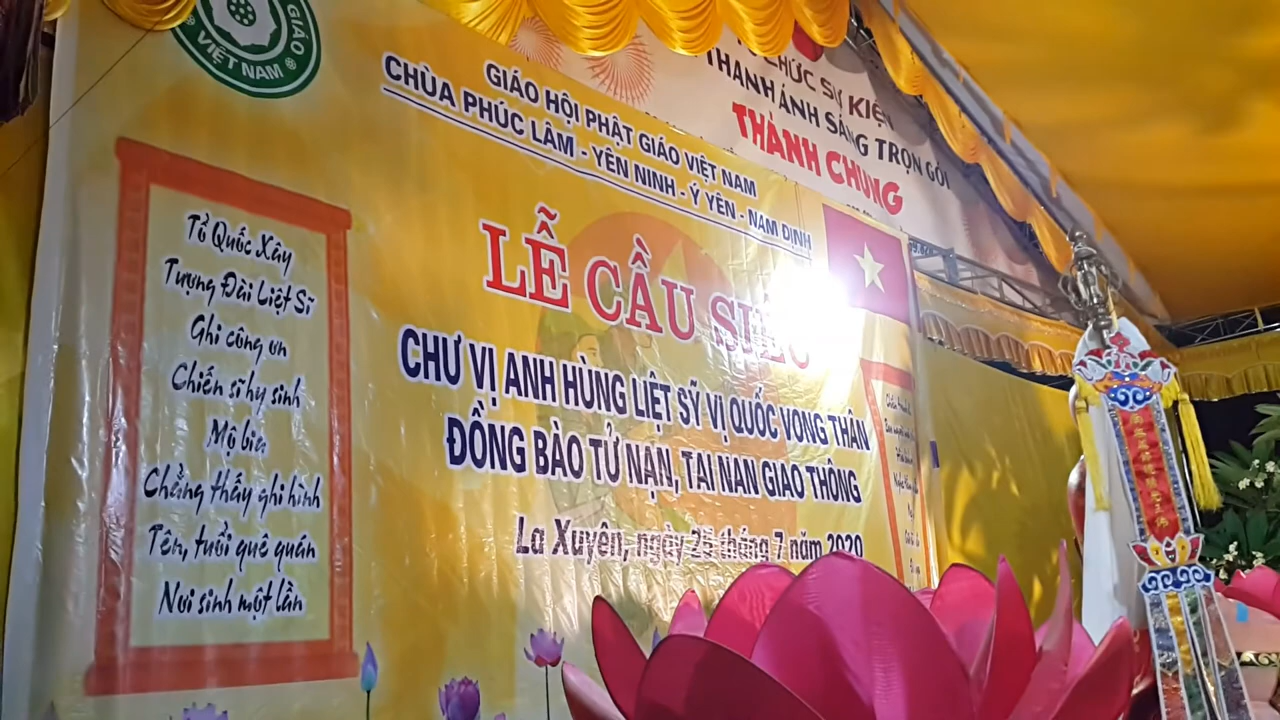 GIÁO
VIỆT NAM
GIÁO HỘI PHẬT GIÁO VIỆT NAM
CHÙA PHÚC LÂM - YÊN NINH - Ý YÊN - NAM ĐỊNH
CHỨC SỰ KIỆN
THANH ÁNH SÁNG TRỌN GÓI
THÀNH CHUNG
LỄ CẦU SIÊU
CHƯ VỊ ANH HÙNG LIỆT SỸ VỊ QUỐC VONG THÂN
ĐỒNG BÀO TỬ NẠN, TAI NẠN GIAO THÔNG
La Xuyên, ngày tháng 7 năm 2020
Tổ Quốc Xây
Tượng Đài Liệt Sĩ
Ghi công ơn
Chiến sĩ hy sinh
Mộ bia
Chẳng thấy ghi hình
Tên, tuổi quê quán
Nơi sinh một lần